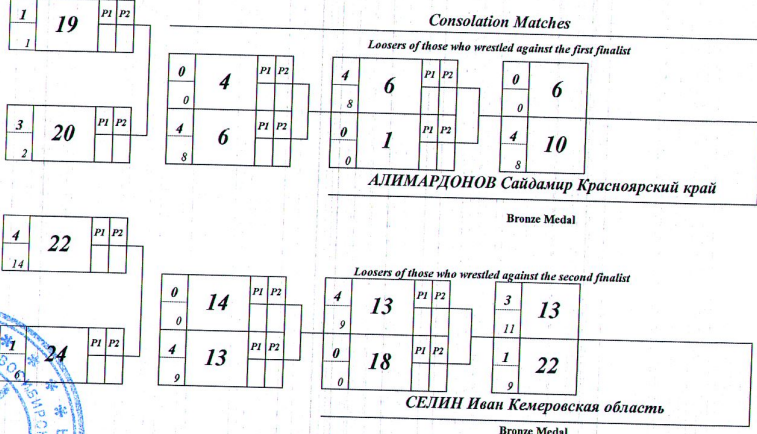 Consolation Matches
Loosers of those who wrestled against the first finalist
1 19 P1 P2
1
0 4 P1 P2
0
4 6 P1 P2
8
4 6 P1 P2
8
0 1 P1 P2
0
0 6
0
4 10
8
3 20 P1 P2
2
АЛИМАРДОНОВ Сайдамир Красноярский край
Bronze Medal
4 22 P1 P2
14
Loosers of those who wrestled against the second finalist
0 14 P1 P2
0
4 13 P1 P2
9
4 13 P1 P2
9
0 18 P1 P2
0
3 13
11
1 22
9
1 24 P1 P2
6
СЕЛИН Иван Кемеровская область
Bronze Medal